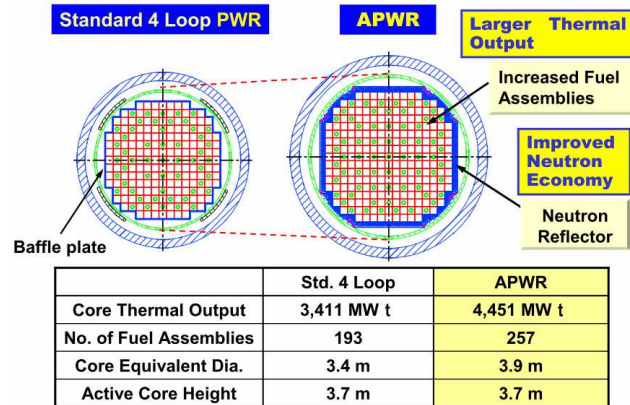 Standard 4 Loop PWR
APWR
Larger Thermal
Output
Increased Fuel
Assemblies
Improved
Neutron
Economy
Neutron
Reflector
Baffle plate
Std. 4 Loop APWR
Core Thermal Output 3,411 MW t 4,451 MW t
No. of Fuel Assemblies 193 257
Core Equivalent Dia. 3.4 m 3.9 m
Active Core Height 3.7 m 3.7 m